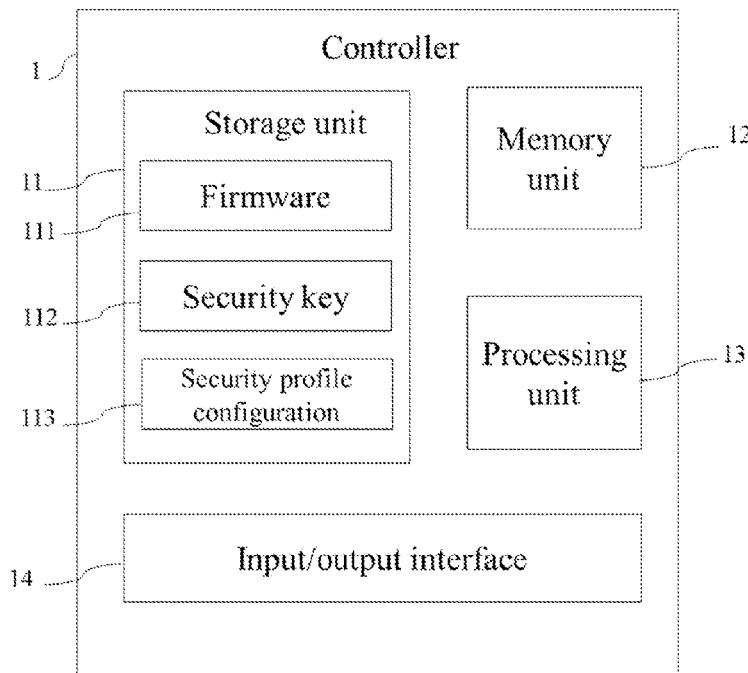 Controller
1
Storage unit
11
Firmware
111
Security key
112
Security profile
configuration
113
Memory
unit
12
Processing
unit
13
Input/output interface
14